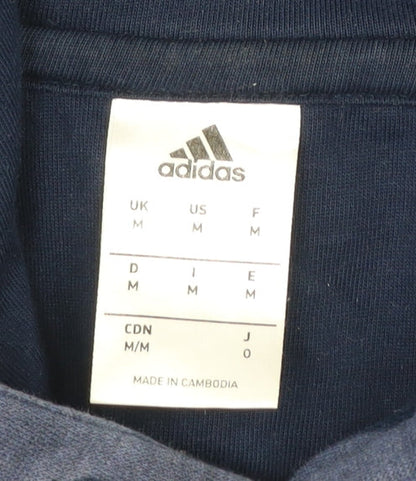 adidas
UK US F
M M M
D I E
M M M
CDN J
M/M O
MADE IN CAMBODIA